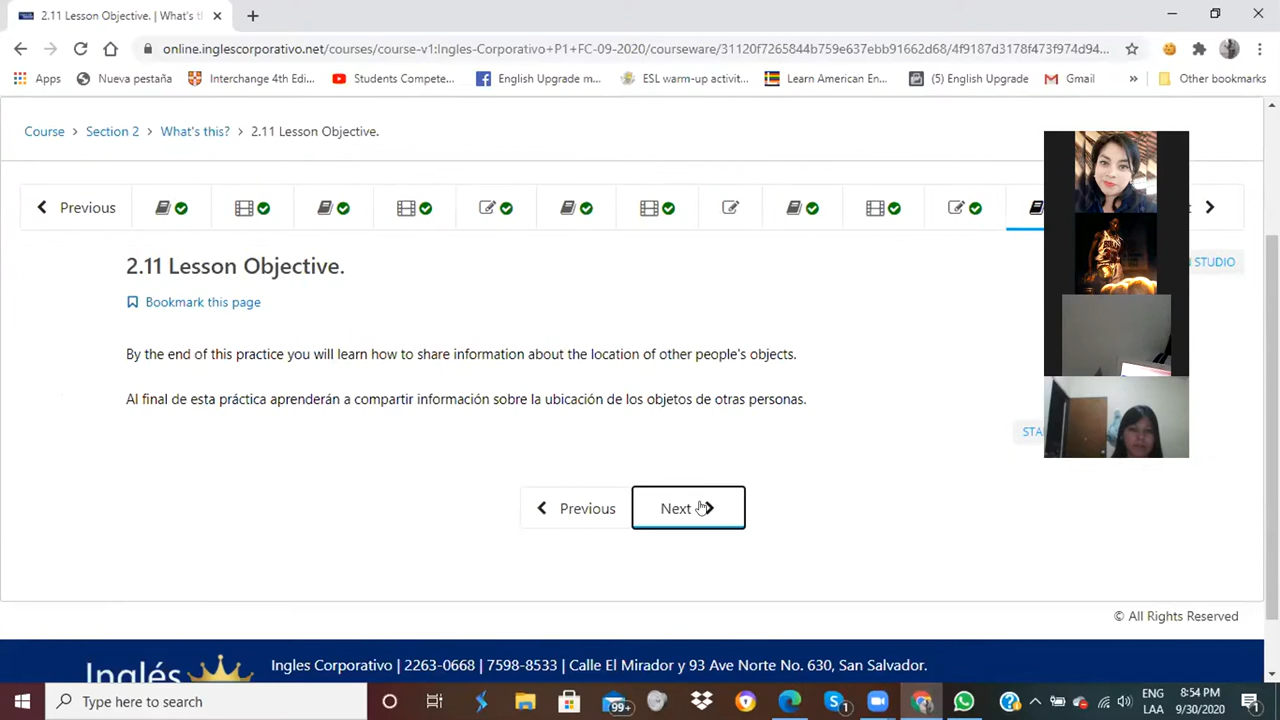 2.11 Lesson Objective. | What's t
online.inglescorporativo.net/courses/course-v1:Ingles-Corporativo+P1+FC-09-2020/courseware/31120f7265844b759e637ebb91662d68/4f9187d3178f473f974d94...
Apps Nueva pestaña Interchange 4th Edi... Students Compete... English Upgrade m... ESL warm-up activit... Learn American En... (5) English Upgrade Gmail » Other bookmarks
Course > Section 2 > What's this? > 2.11 Lesson Objective.
Previous
2.11 Lesson Objective.
N STUDIO
Bookmark this page
By the end of this practice you will learn how to share information about the location of other people's objects.
Al final de esta práctica aprenderán a compartir información sobre la ubicación de los objetos de otras personas.
STA
Previous Next
© All Rights Reserved
Inglés
Ingles Corporativo | 2263-0668 | 7598-8533 | Calle El Mirador y 93 Ave Norte No. 630, San Salvador.
Type here to search
99+
1
ENG
LAA
8:54 PM
9/30/2020
1